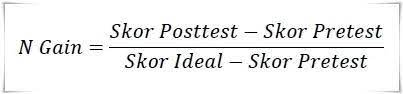 N Gain = (Skor Posttest − Skor Pretest) / (Skor Ideal − Skor Pretest)